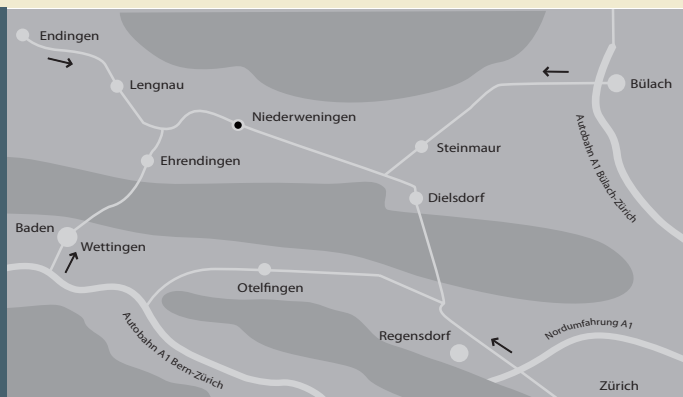 Endingen
Lengnau
Bülach
Niederweningen
Steinmaur
Ehrendingen
Dielsdorf
Autobahn A1 Bülach-Zürich
Baden
Wettingen
Otelfingen
Autobahn A1 Bern-Zürich
Regensdorf
Nordumfahrung A1
Zürich